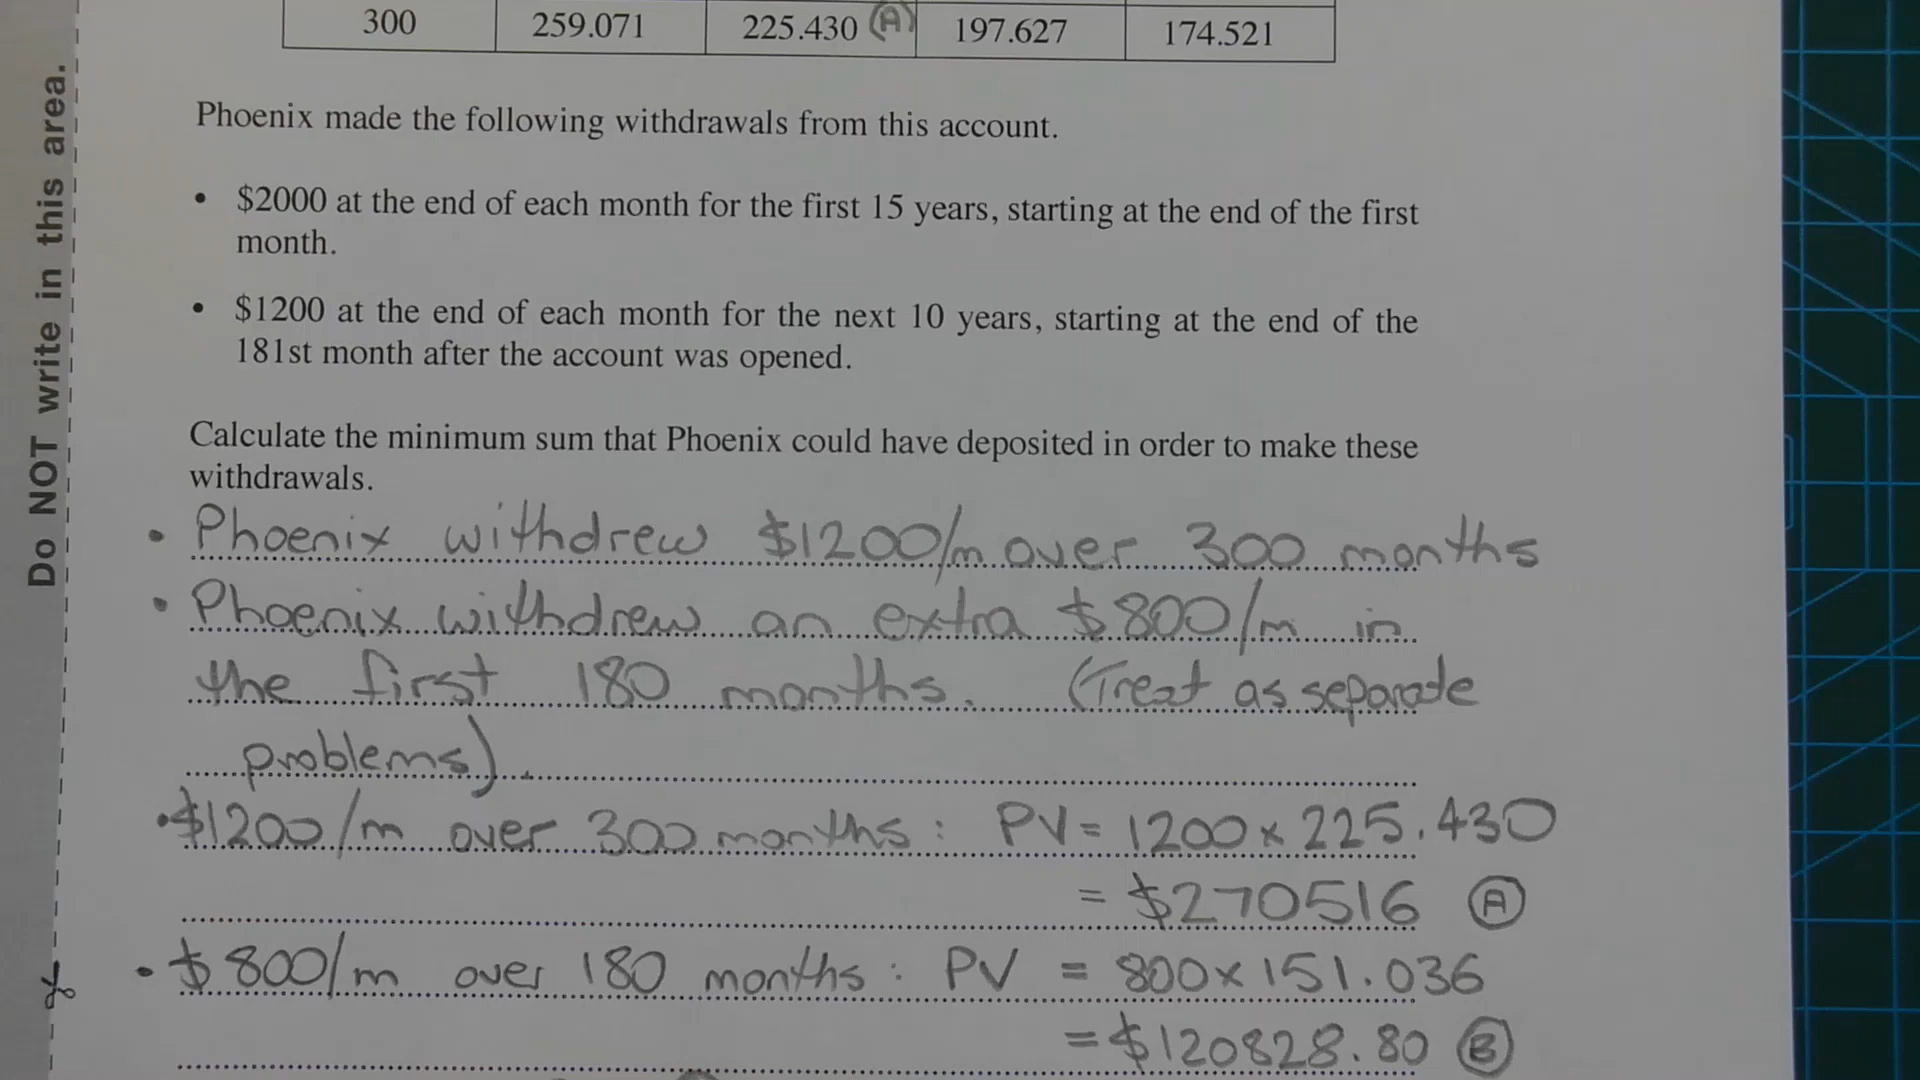 300 259.071 225.430 (A) 197.627 174.521
Phoenix made the following withdrawals from this account.
• $2000 at the end of each month for the first 15 years, starting at the end of the first
month.
• $1200 at the end of each month for the next 10 years, starting at the end of the
181st month after the account was opened.
Calculate the minimum sum that Phoenix could have deposited in order to make these
withdrawals.
• Phoenix withdrew $1200/m over 300 months
• Phoenix withdrew an extra $800/m in
the first 180 months. (Treat as separate
problems).
• $1200/m over 300 months: PV = 1200 x 225.430
= $270516 (A)
• $800/m over 180 months: PV = 800 x 151.036
= $120828.80 (B)
Do NOT write in this area.